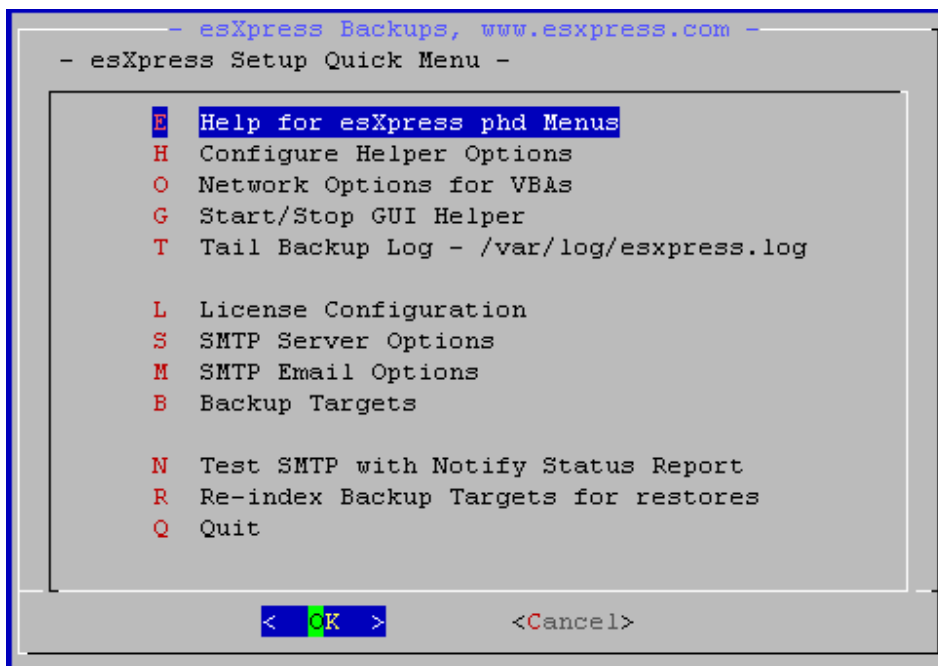 - esXpress Backups, www.esxpress.com -
- esXpress Setup Quick Menu -
E Help for esXpress phd Menus
H Configure Helper Options
O Network Options for VBAs
G Start/Stop GUI Helper
T Tail Backup Log - /var/log/esxpress.log
L License Configuration
S SMTP Server Options
M SMTP Email Options
B Backup Targets
N Test SMTP with Notify Status Report
R Re-index Backup Targets for restores
Q Quit
< OK > <Cancel>